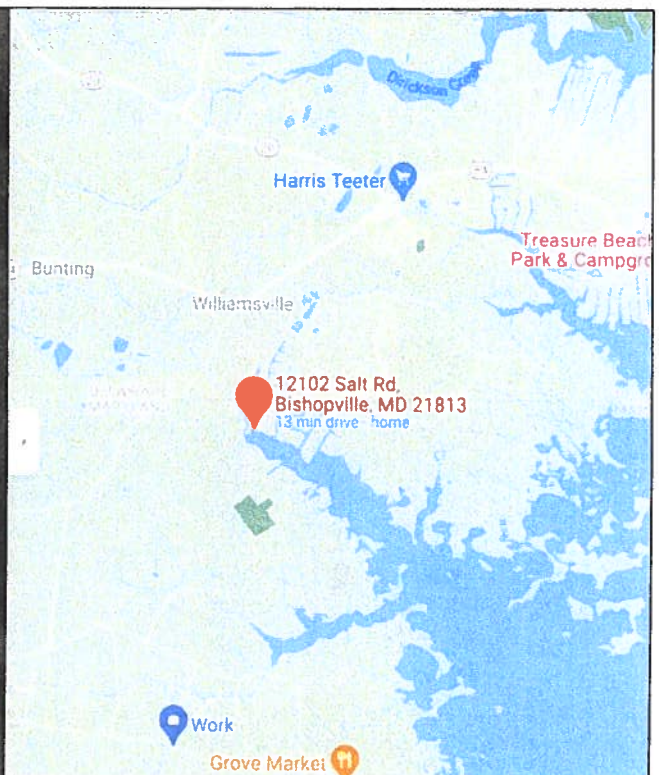 Dirickson Creek
Harris Teeter
Treasure Beach
Park & Campgro
Bunting
Williamsville
12102 Salt Rd,
Bishopville, MD 21813
13 min drive - home
Work
Grove Market